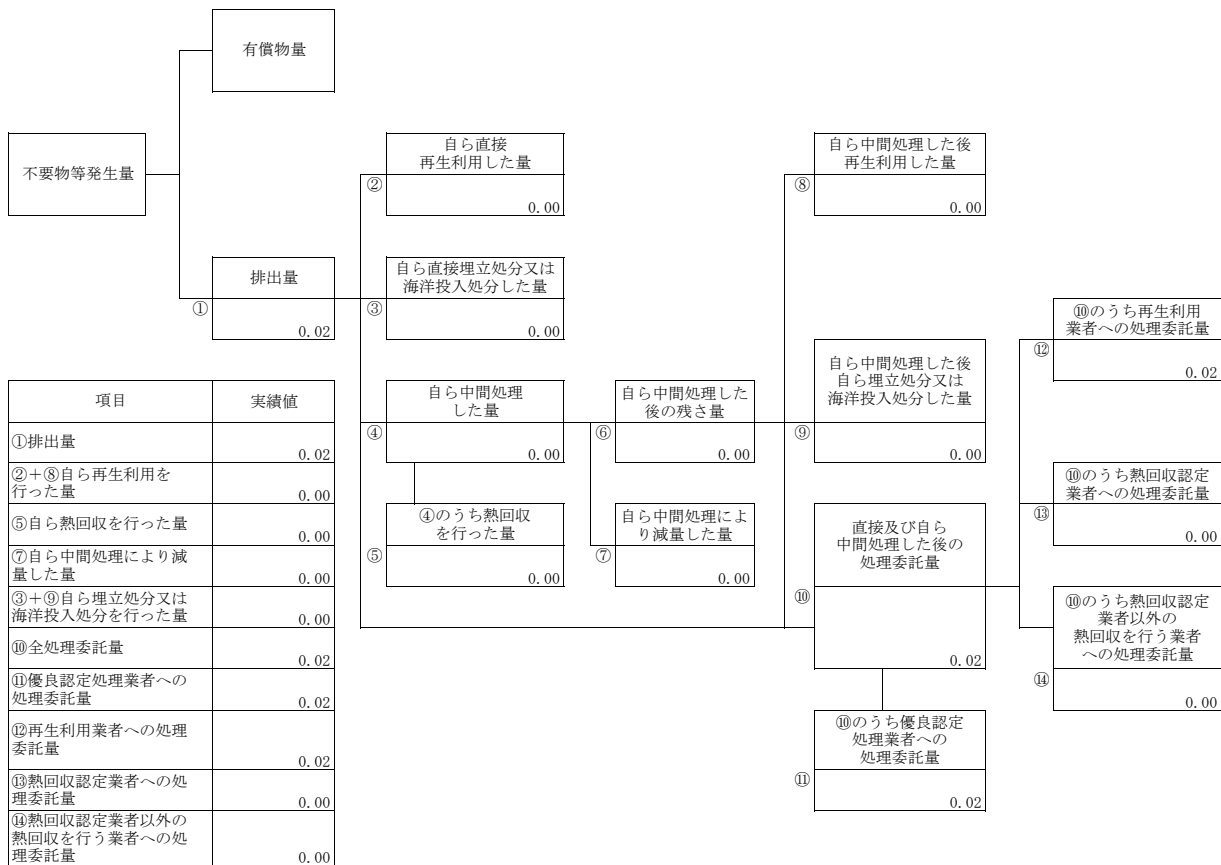 有償物量
不要物等発生量
自ら直接
再生利用した量
②
0.00
自ら中間処理した後
再生利用した量
⑧
0.00
排出量
①
0.02
自ら直接埋立処分又は
海洋投入処分した量
③
0.00
⑩のうち再生利用
業者への処理委託量
⑫
0.02
自ら中間処理
した量
④
0.00
自ら中間処理した
後の残さ量
⑥
0.00
自ら中間処理した後
自ら埋立処分又は
海洋投入処分した量
⑨
0.00
⑩のうち熱回収認定
業者への処理委託量
⑬
0.00
④のうち熱回収
を行った量
⑤
0.00
自ら中間処理によ
り減量した量
⑦
0.00
直接及び自ら
中間処理した後の
処理委託量
⑩
0.02
⑩のうち熱回収認定
業者以外の
熱回収を行う業者
への処理委託量
⑭
0.00
⑩のうち優良認定
処理業者への
処理委託量
⑪
0.02
項目 実績値
①排出量
0.02
②+⑧自ら再生利用を
行った量
0.00
⑤自ら熱回収を行った量
0.00
⑦自ら中間処理により減
量した量
0.00
③+⑨自ら埋立処分又は
海洋投入処分を行った量
0.00
⑩全処理委託量
0.02
⑪優良認定処理業者への
処理委託量
0.02
⑫再生利用業者への処理
委託量
0.02
⑬熱回収認定業者への処
理委託量
0.00
⑭熱回収認定業者以外の
熱回収を行う業者への処
理委託量
0.00